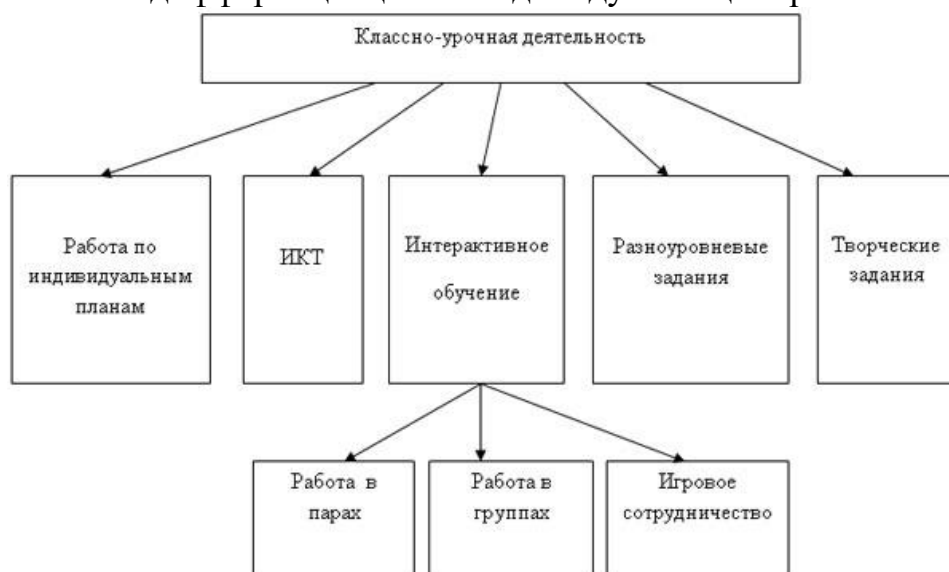 Классно-урочная деятельность
Работа по
индивидуальным
планам
ИКТ
Интерактивное
обучение
Разноуровневые
задания
Творческие
задания
Работа в
парах
Работа в
группах
Игровое
сотрудничество